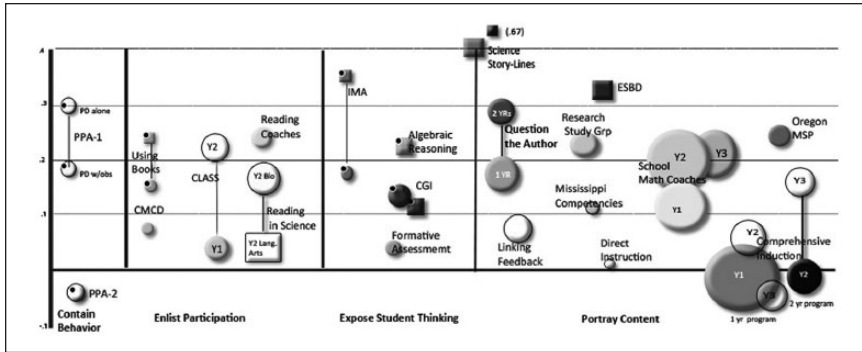 (.67)
.4
Science
Story-Lines
IMA
ESBD
.3
PD alone
2 YRs
Reading
Coaches
Research
Study Grp
Oregon
MSP
PPA-1
Question
the Author
Algebraic
Reasoning
Y2
Using
Books
.2
PD w/obs
CLASS
Y2 Bio
1 YR
Y2
Y3
School
Math Coaches
Y3
CGI
Mississippi
Competencies
Y1
.1
CMCD
Reading
in Science
Y2 Lang.
Arts
Y1
Formative
Assessmemt
Linking
Feedback
Direct
Instruction
Y2
Comprehensive
Induction
Y1
Y2
PPA-2
Y3
2 yr program
1 yr program
Contain
Behavior
Enlist Participation
Expose Student Thinking
Portray Content
-.1